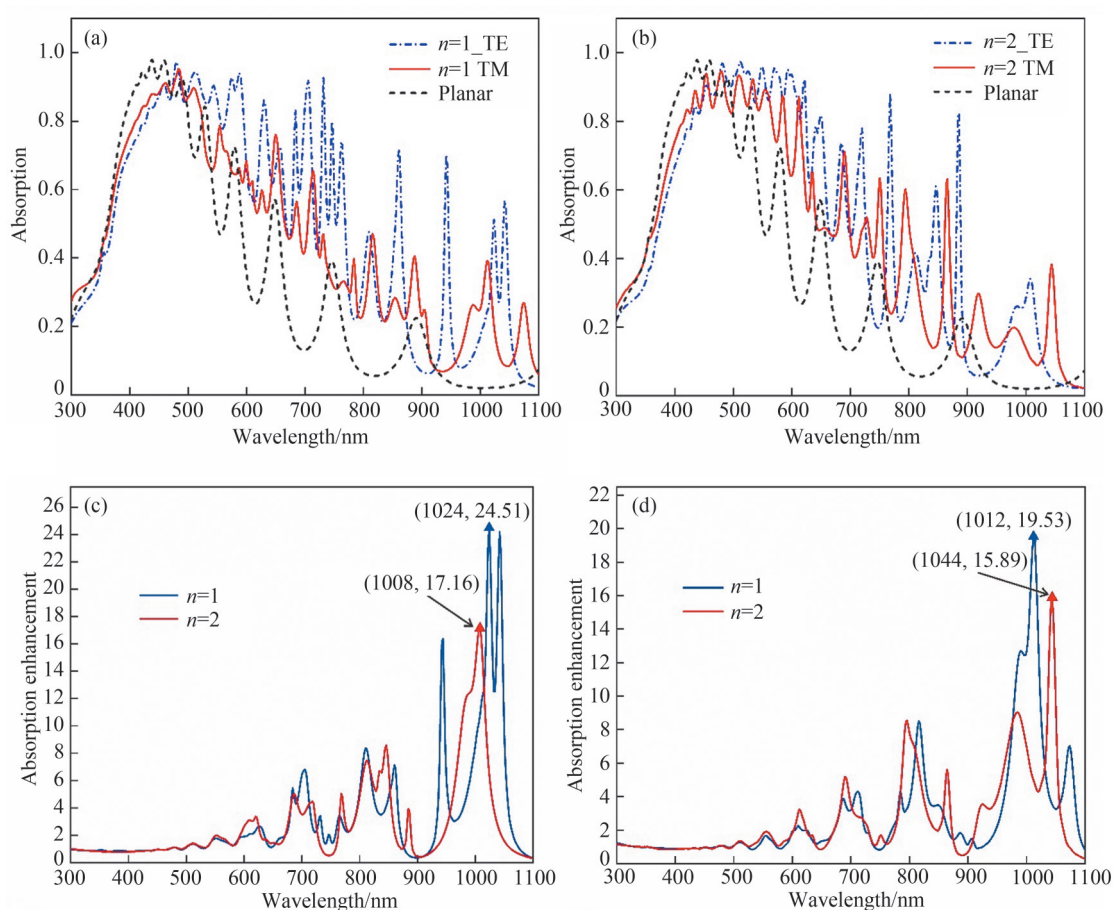 (a)
n=1_TE
n=1 TM
Planar
1.0
0.8
0.6
0.4
0.2
0
Absorption
300 400 500 600 700 800 900 1000 1100
Wavelength/nm
(b)
n=2_TE
n=2 TM
Planar
1.0
0.8
0.6
0.4
0.2
0
Absorption
300 400 500 600 700 800 900 1000 1100
Wavelength/nm
(c)
(1024, 24.51)
(1008, 17.16)
n=1
n=2
26
24
22
20
18
16
14
12
10
8
6
4
2
0
Absorption enhancement
300 400 500 600 700 800 900 1000 1100
Wavelength/nm
(d)
(1012, 19.53)
(1044, 15.89)
n=1
n=2
22
20
18
16
14
12
10
8
6
4
2
0
Absorption enhancement
300 400 500 600 700 800 900 1000 1100
Wavelength/nm